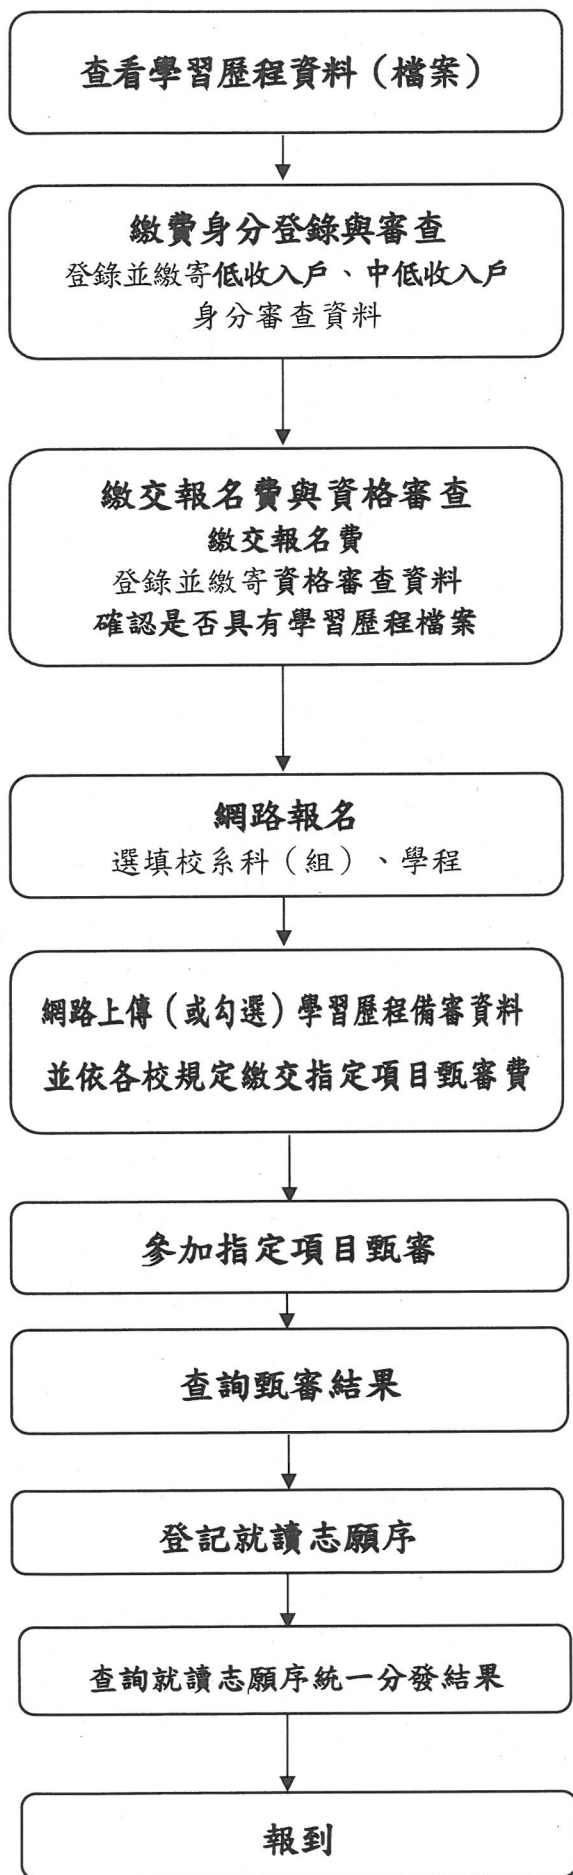 查看學習歷程資料（檔案）
繳費身分登錄與審查
登錄並繳寄低收入戶、中低收入戶
身分審查資料
繳交報名費與資格審查
繳交報名費
登錄並繳寄資格審查資料
確認是否具有學習歷程檔案
網路報名
選填校系科（組）、學程
網路上傳（或勾選）學習歷程備審資料
並依各校規定繳交指定項目甄審費
參加指定項目甄審
查詢甄審結果
登記就讀志願序
查詢就讀志願序統一分發結果
報到